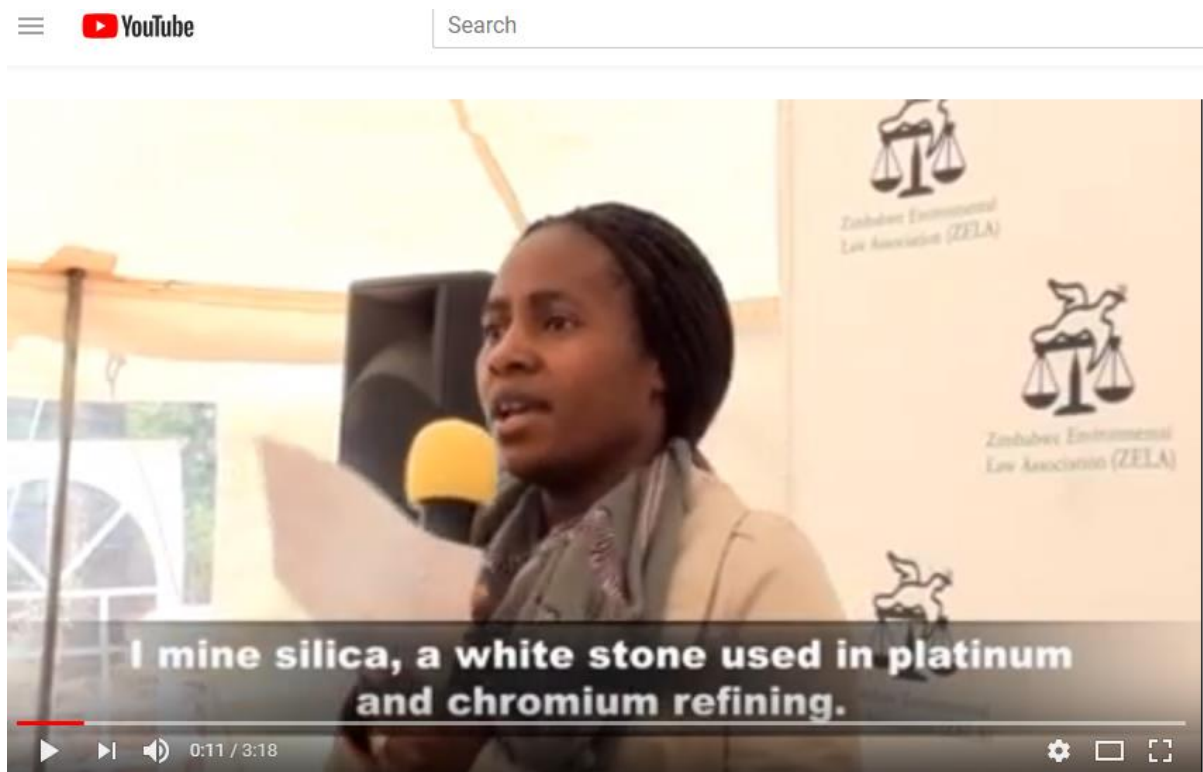 YouTube
Search
Zimbabwe Environmental
Law Association (ZELA)
Zimbabwe Environmental
Law Association (ZELA)
I mine silica, a white stone used in platinum
and chromium refining.
0:11 / 3:18